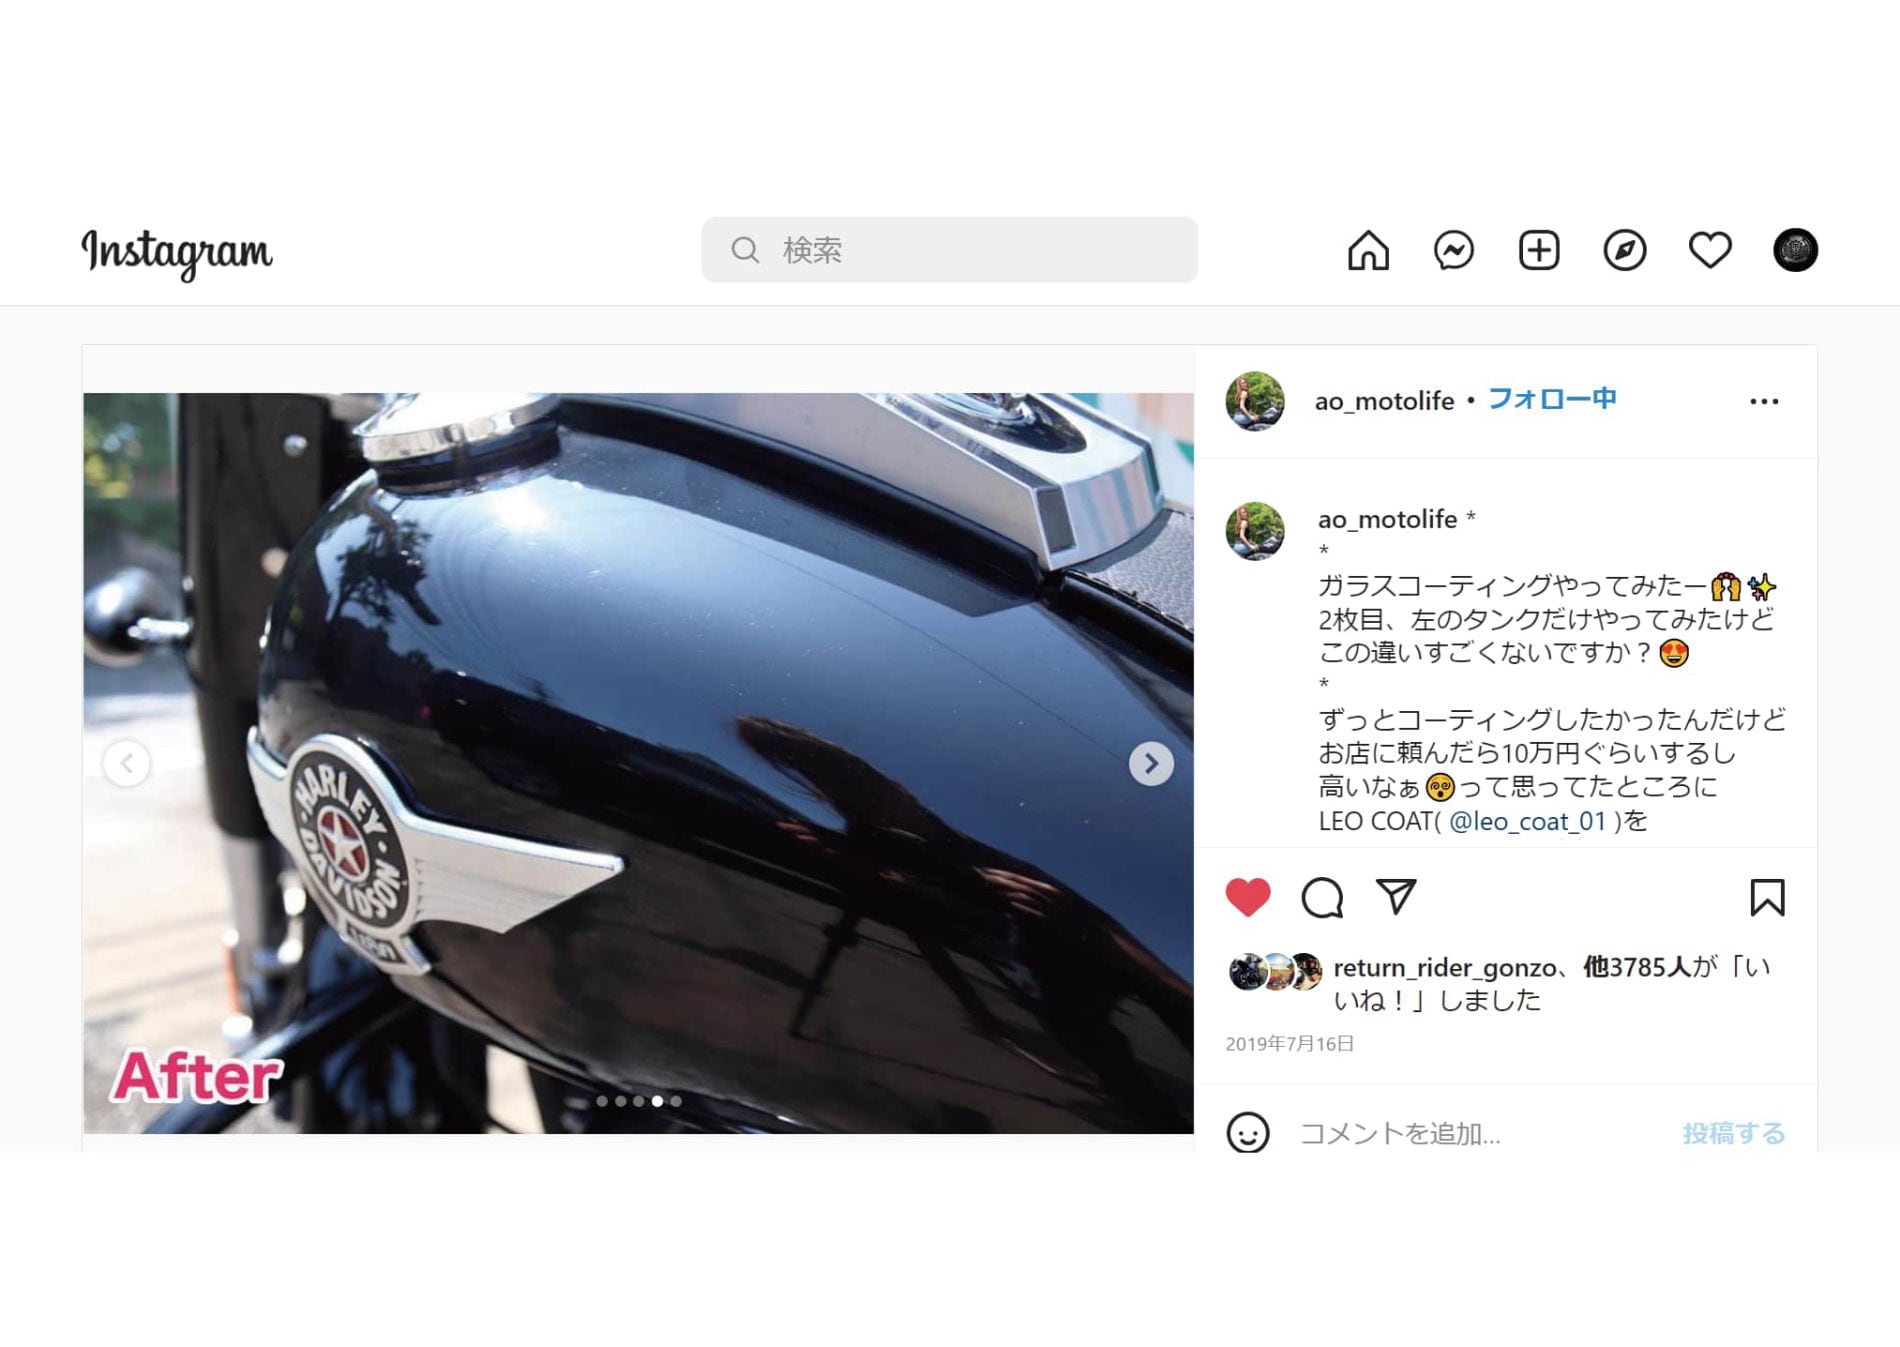 Instagram
検索
HARLEY
DAVIDSON
USA
After
ao_motolife • フォロー中
ao_motolife *
*
ガラスコーティングやってみたー🙌✨
2枚目、左のタンクだけやってみたけど
この違いすごくないですか？😍
*
ずっとコーティングしたかったんだけど
お店に頼んだら10万円ぐらいするし
高いなぁ😵って思ってたところに
LEO COAT( @leo_coat_01 )を
return_rider_gonzo、他3785人が「い
いね！」しました
2019年7月16日
コメントを追加...
投稿する